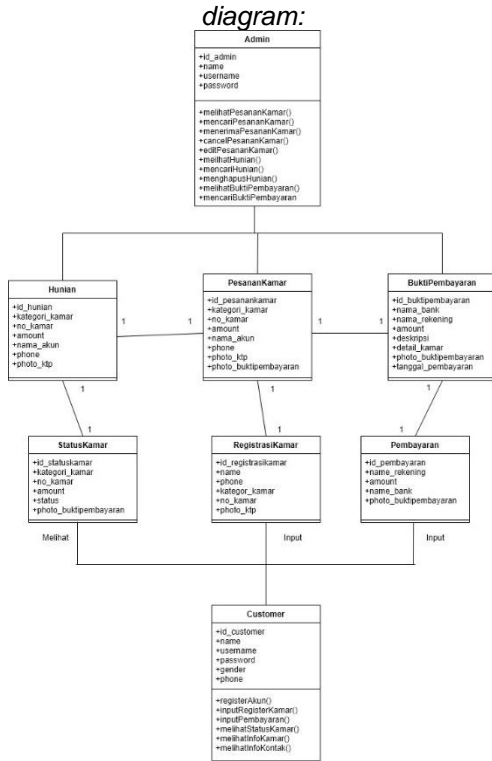 diagram:
Admin
+id_admin
+name
+username
+password
+melihatPesananKamar()
+mencariPesananKamar()
+menerimaPesananKamar()
+cancelPesananKamar()
+editPesananKamar()
+melihatHunian()
+mencariHunian()
+menghapusHunian()
+melihatBuktiPembayaran()
+mencariBuktiPembayaran
Hunian
+id_hunian
+kategori_kamar
+no_kamar
+amount
+nama_akun
+phone
+photo_ktp
1
1
PesananKamar
+id_pesanankamar
+kategori_kamar
+no_kamar
+amount
+nama_akun
+phone
+photo_ktp
+photo_buktipembayaran
1
1
BuktiPembayaran
+id_buktipembayaran
+nama_bank
+nama_rekening
+amount
+deskripsi
+detail_kamar
+photo_buktipembayaran
+tanggal_pembayaran
1
1
1
1
1
1
StatusKamar
+id_statuskamar
+kategori_kamar
+no_kamar
+amount
+status
+photo_buktipembayaran
RegistrasiKamar
+id_registrasikamar
+name
+phone
+kategor_kamar
+no_kamar
+photo_ktp
Pembayaran
+id_pembayaran
+name_rekening
+amount
+name_bank
+photo_buktipembayaran
Melihat
Input
Input
Customer
+id_customer
+name
+username
+password
+gender
+phone
+registerAkun()
+inputRegisterKamar()
+inputPembayaran()
+melihatStatusKamar()
+melihatInfoKamar()
+melihatInfoKontak()